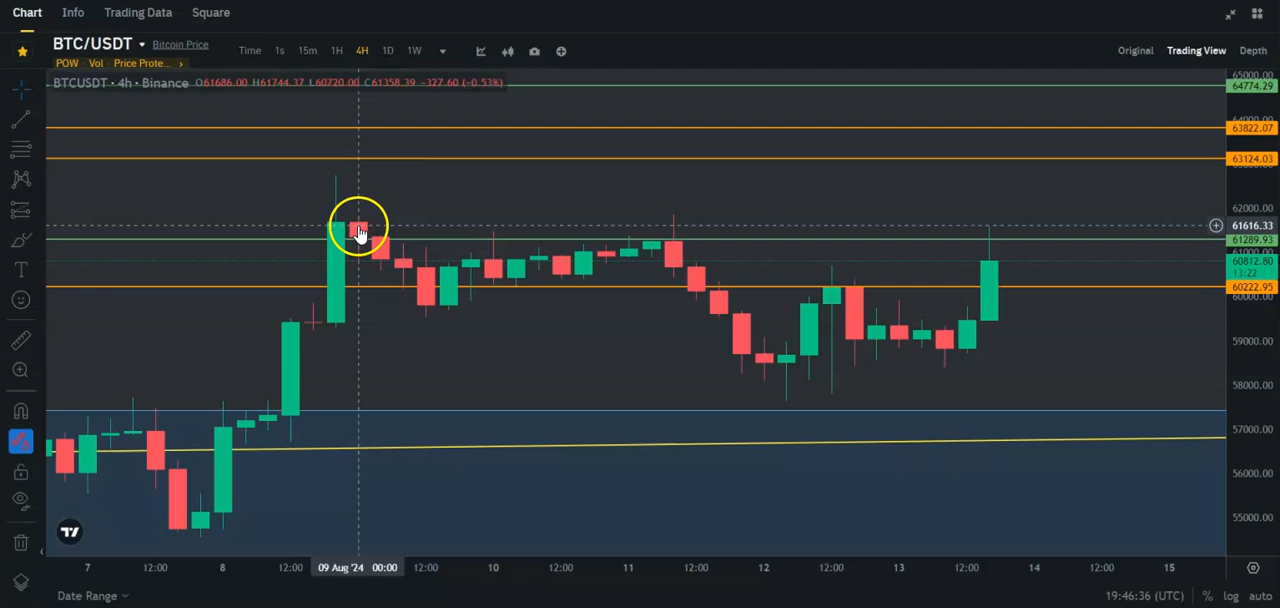 Chart Info Trading Data Square
BTC/USDT Bitcoin Price Time 1s 15m 1H 4H 1D 1W Original Trading View Depth
POW Vol Price Prote... ›
BTCUSDT · 4h · Binance O61686.00 H61744.37 L60720.00 C61358.39 -327.60 (-0.53%)
65000.00
64774.29
63822.07
63124.03
62000.00
61616.33
61289.93
60812.80
13:22
60222.95
60000.00
59000.00
58000.00
57000.00
56000.00
55000.00
7 12:00 8 12:00 09 Aug '24 00:00 12:00 10 12:00 11 12:00 12 12:00 13 12:00 14 12:00 15
Date Range 19:46:36 (UTC) % log auto